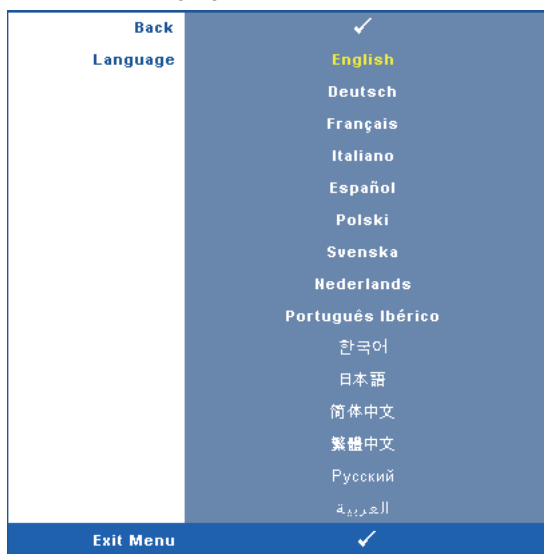 Back ✓
Language English
Deutsch
Français
Italiano
Español
Polski
Svenska
Nederlands
Português Ibérico
한국어
日本語
简体中文
繁體中文
Русский
العربية
Exit Menu ✓